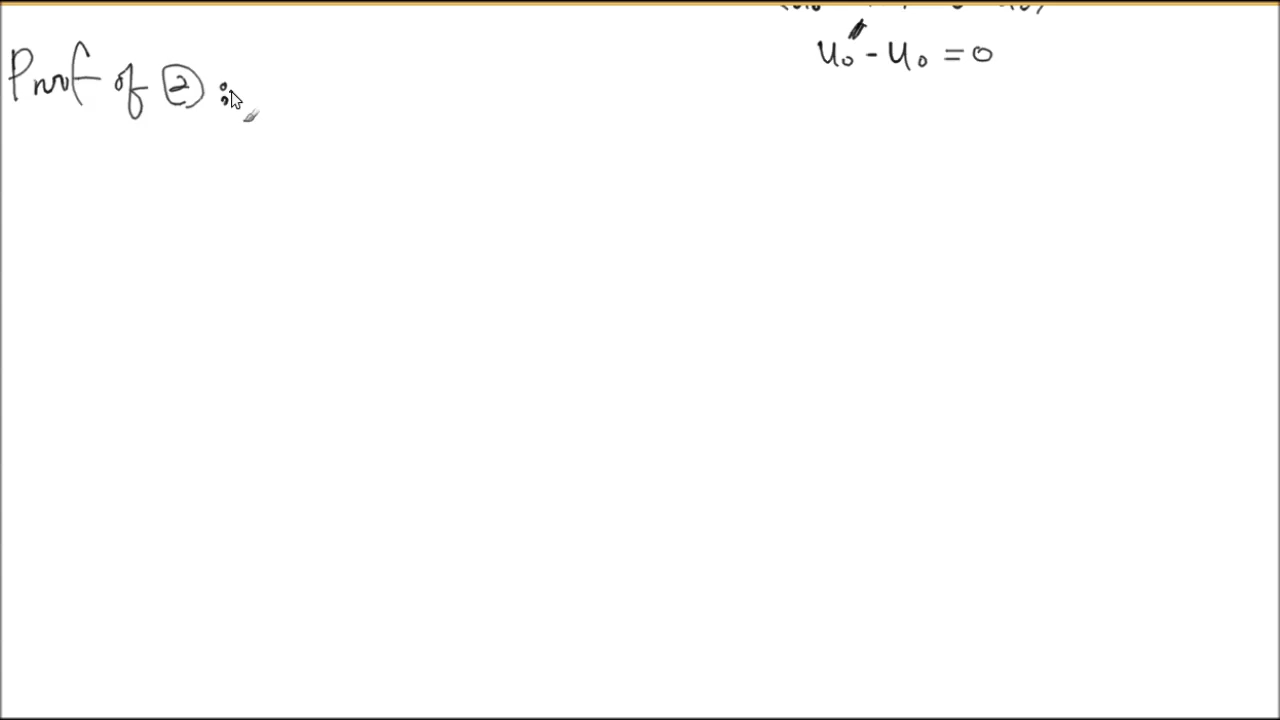 u₀ - u₀ = 0
Proof of ② :